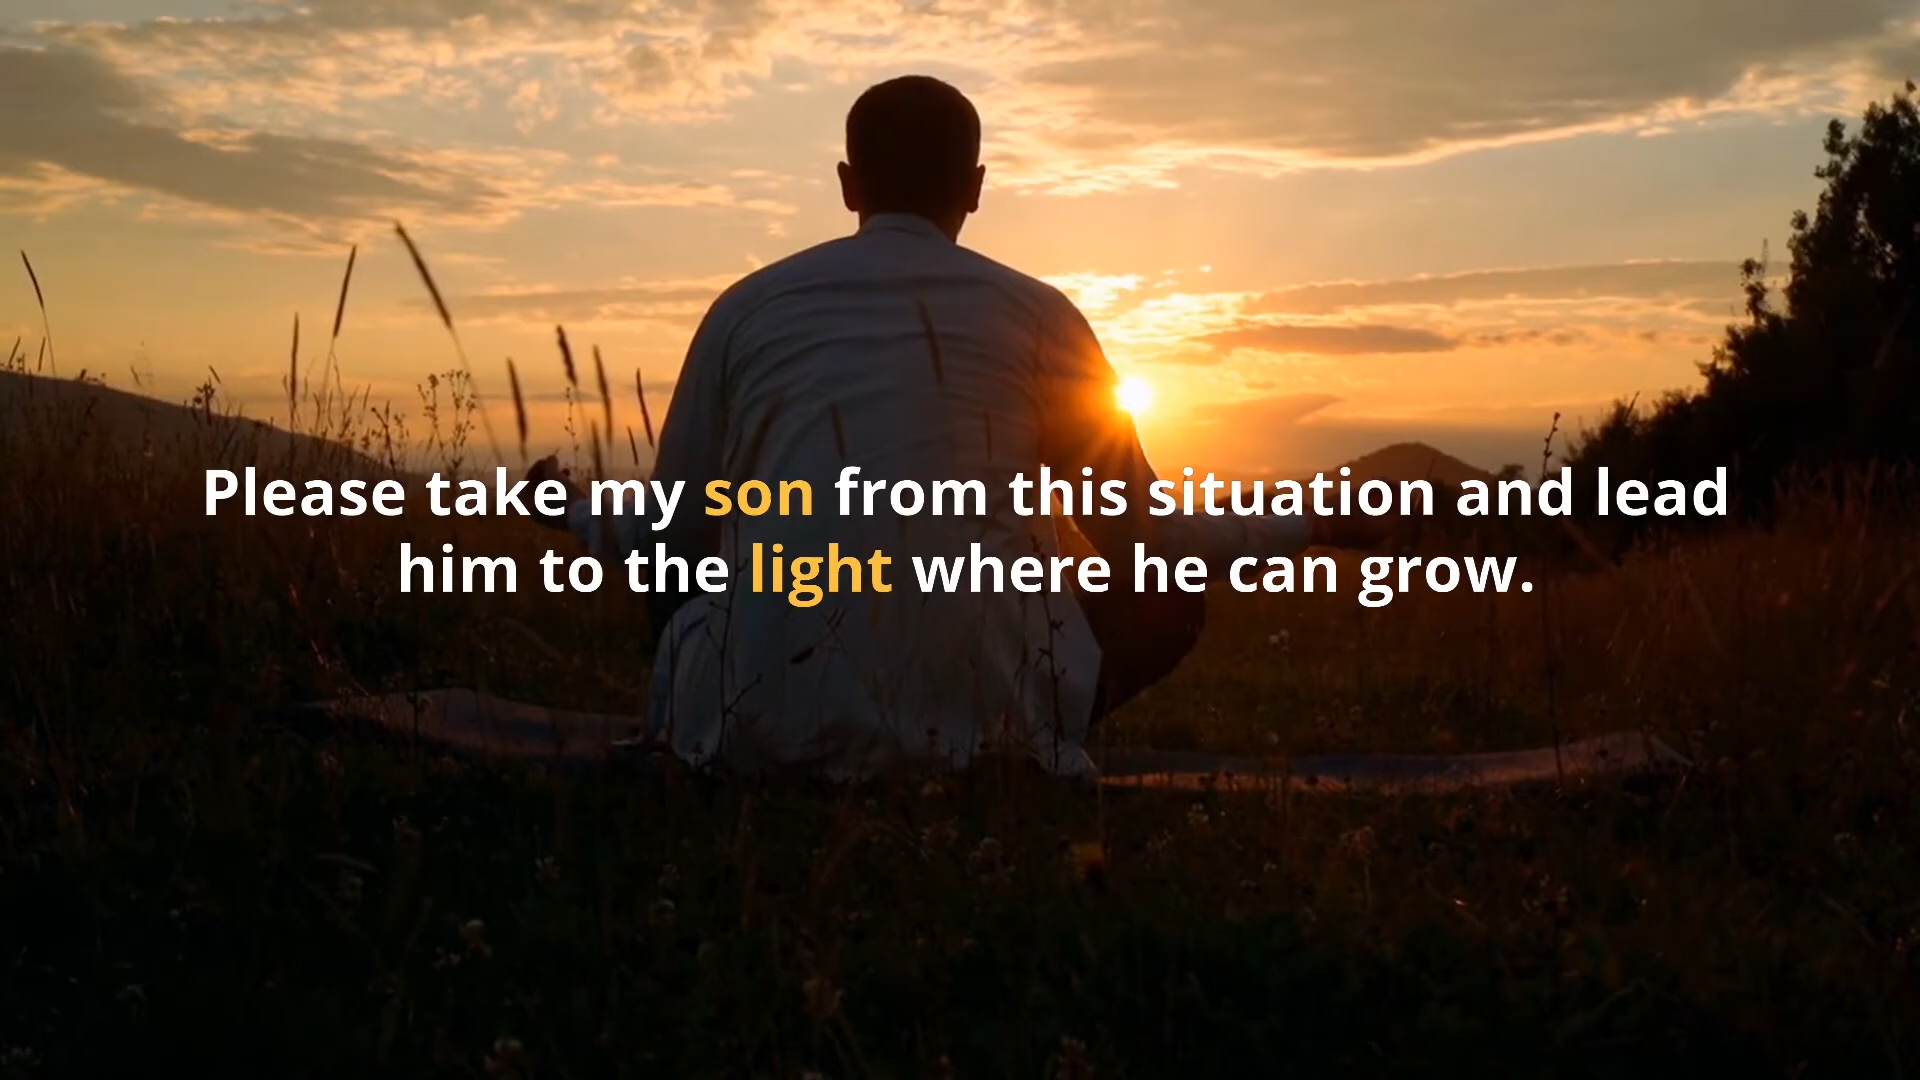 Please take my son from this situation and lead
him to the light where he can grow.